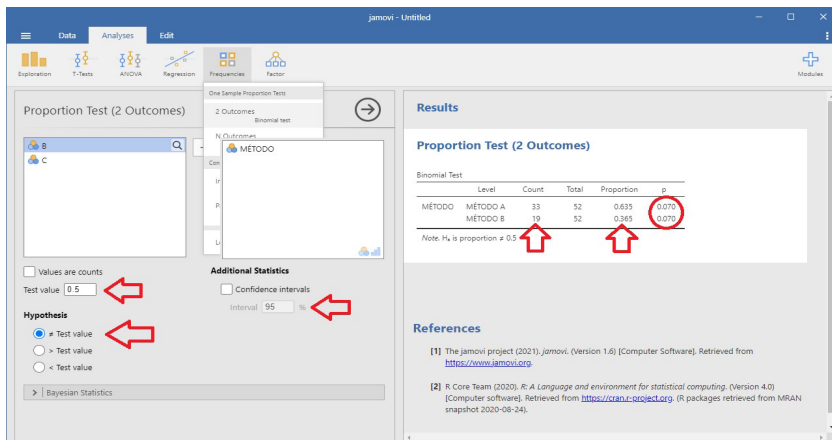 jamovi - Untitled
Data Analyses Edit
Exploration T-Tests ANOVA Regression Frequencies Factor Modules
One Sample Proportion Tests
2 Outcomes
Binomial test
N Outcomes
Proportion Test (2 Outcomes)
B
C
MÉTODO
Values are counts
Test value 0.5
Hypothesis
≠ Test value
> Test value
< Test value
Additional Statistics
Confidence intervals
Interval 95 %
Bayesian Statistics
Results
Proportion Test (2 Outcomes)
Binomial Test
Level Count Total Proportion p
MÉTODO MÉTODO A 33 52 0.635 0.070
MÉTODO B 19 52 0.365 0.070
Note. Hₐ is proportion ≠ 0.5
References
[1] The jamovi project (2021). jamovi. (Version 1.6) [Computer Software]. Retrieved from
https://www.jamovi.org.
[2] R Core Team (2020). R: A Language and environment for statistical computing. (Version 4.0)
[Computer software]. Retrieved from https://cran.r-project.org. (R packages retrieved from MRAN
snapshot 2020-08-24).